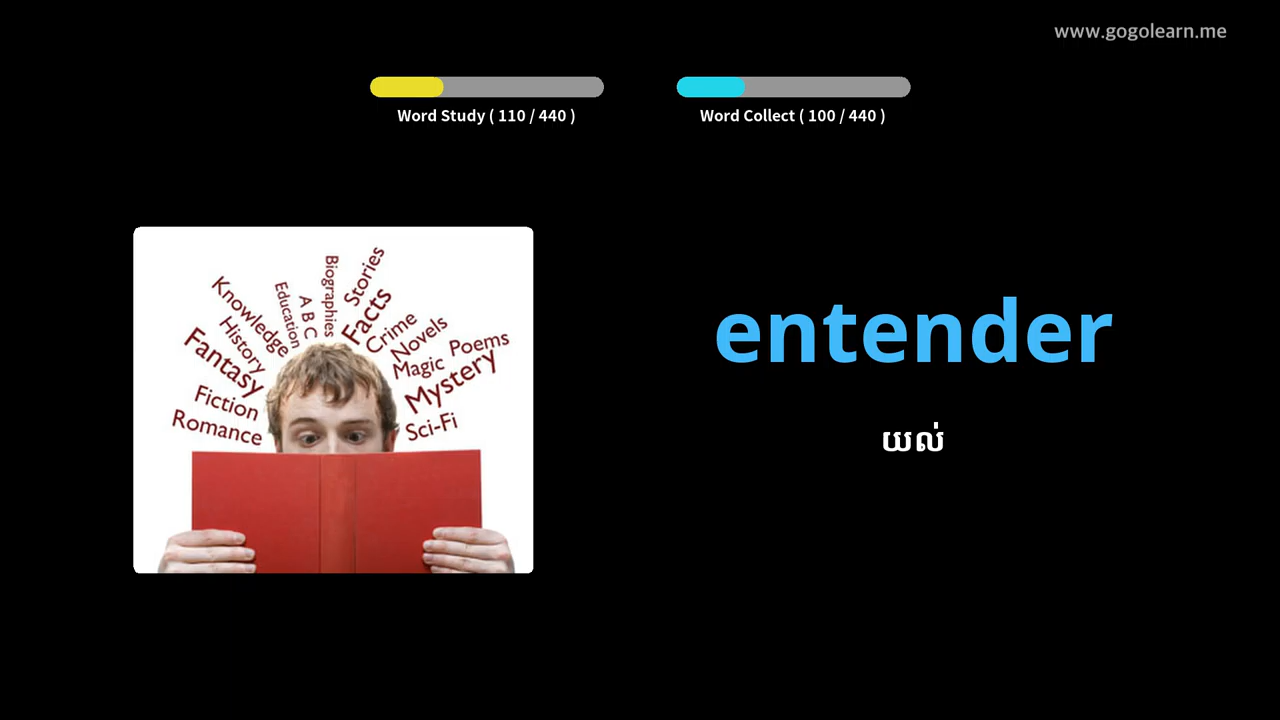 www.gogolearn.me
Word Study ( 110 / 440 )
Word Collect ( 100 / 440 )
Biographies
Stories
Education
A B C
Facts
Knowledge
Crime
History
Novels
Fantasy
Magic
Poems
Mystery
Fiction
Romance
Sci-Fi
entender
យល់